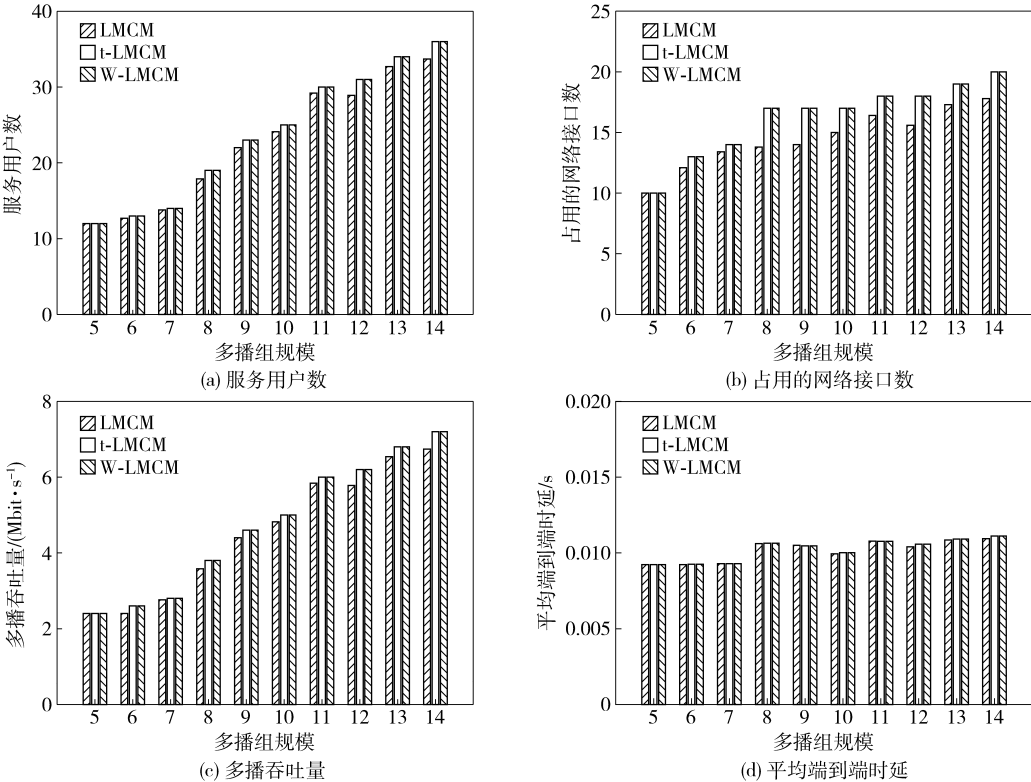 40
30
20
10
0
服务用户数
LMCM
t-LMCM
W-LMCM
5 6 7 8 9 10 11 12 13 14
多播组规模
(a) 服务用户数
25
20
15
10
5
0
占用的网络接口数
LMCM
t-LMCM
W-LMCM
5 6 7 8 9 10 11 12 13 14
多播组规模
(b) 占用的网络接口数
8
6
4
2
0
多播吞吐量/(Mbit·s⁻¹)
LMCM
t-LMCM
W-LMCM
5 6 7 8 9 10 11 12 13 14
多播组规模
(c) 多播吞吐量
0.020
0.015
0.010
0.005
0
平均端到端时延/s
LMCM
t-LMCM
W-LMCM
5 6 7 8 9 10 11 12 13 14
多播组规模
(d) 平均端到端时延